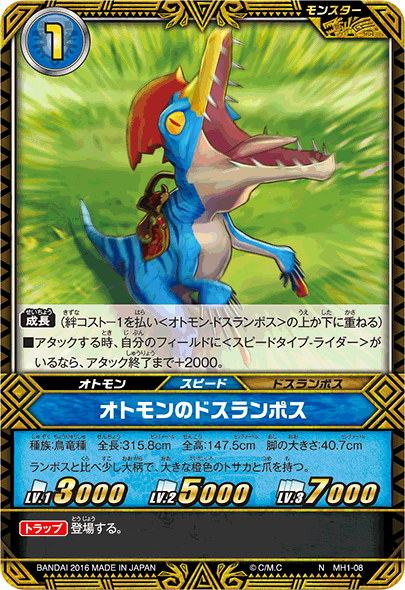 モンスター
1
成長 (絆コスト-1を払い<オトモン-ドスランポス>の上か下に重ねる)
■アタックする時、自分のフィールドに<スピードタイプ-ライダー>が
いるなら、アタック終了まで+2000。
オトモン スピード ドスランポス
オトモンのドスランポス
種族:鳥竜種 全長:315.8cm 全高:147.5cm 脚の大きさ:40.7cm
ランポスと比べ少し大柄で、大きな橙色のトサカと爪を持つ。
LV.1 3000 LV.2 5000 LV.3 7000
トラップ 登場する。
BANDAI 2016 MADE IN JAPAN ©C/M.C N MH1-08